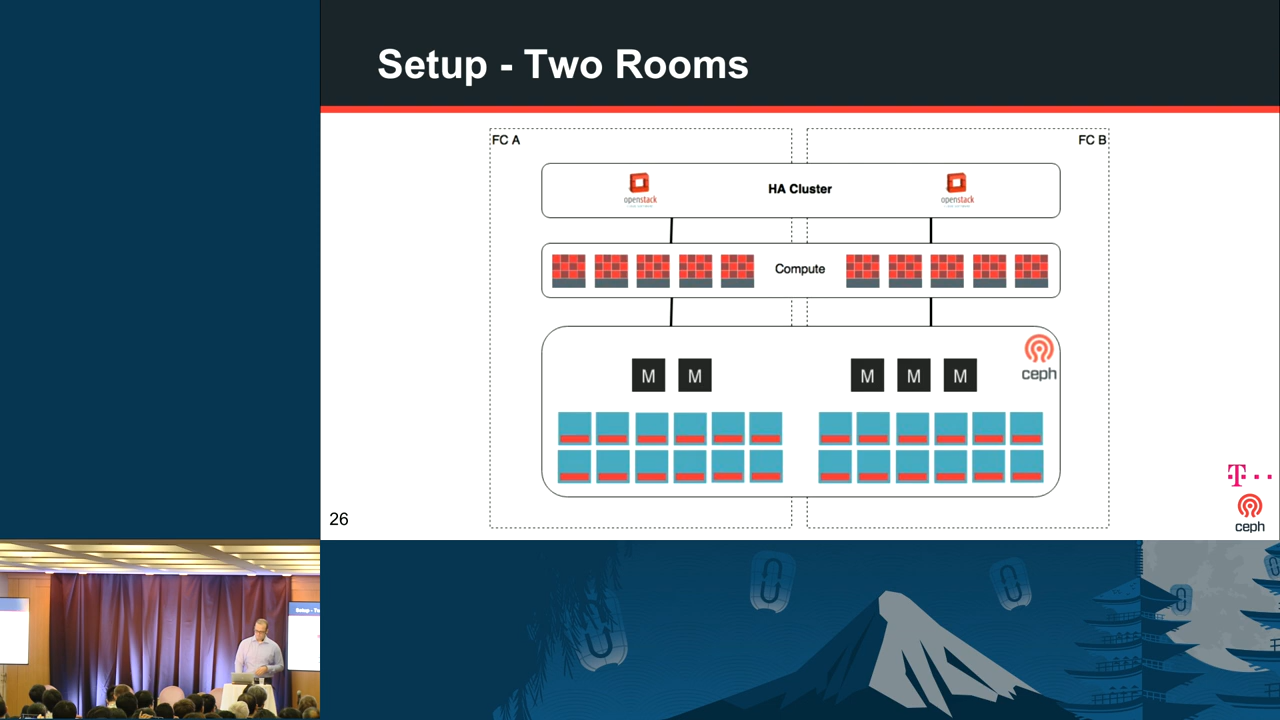 Setup - Two Rooms
FC A
FC B
openstack
HA Cluster
openstack
Compute
M
M
M
M
M
ceph
T
ceph
26